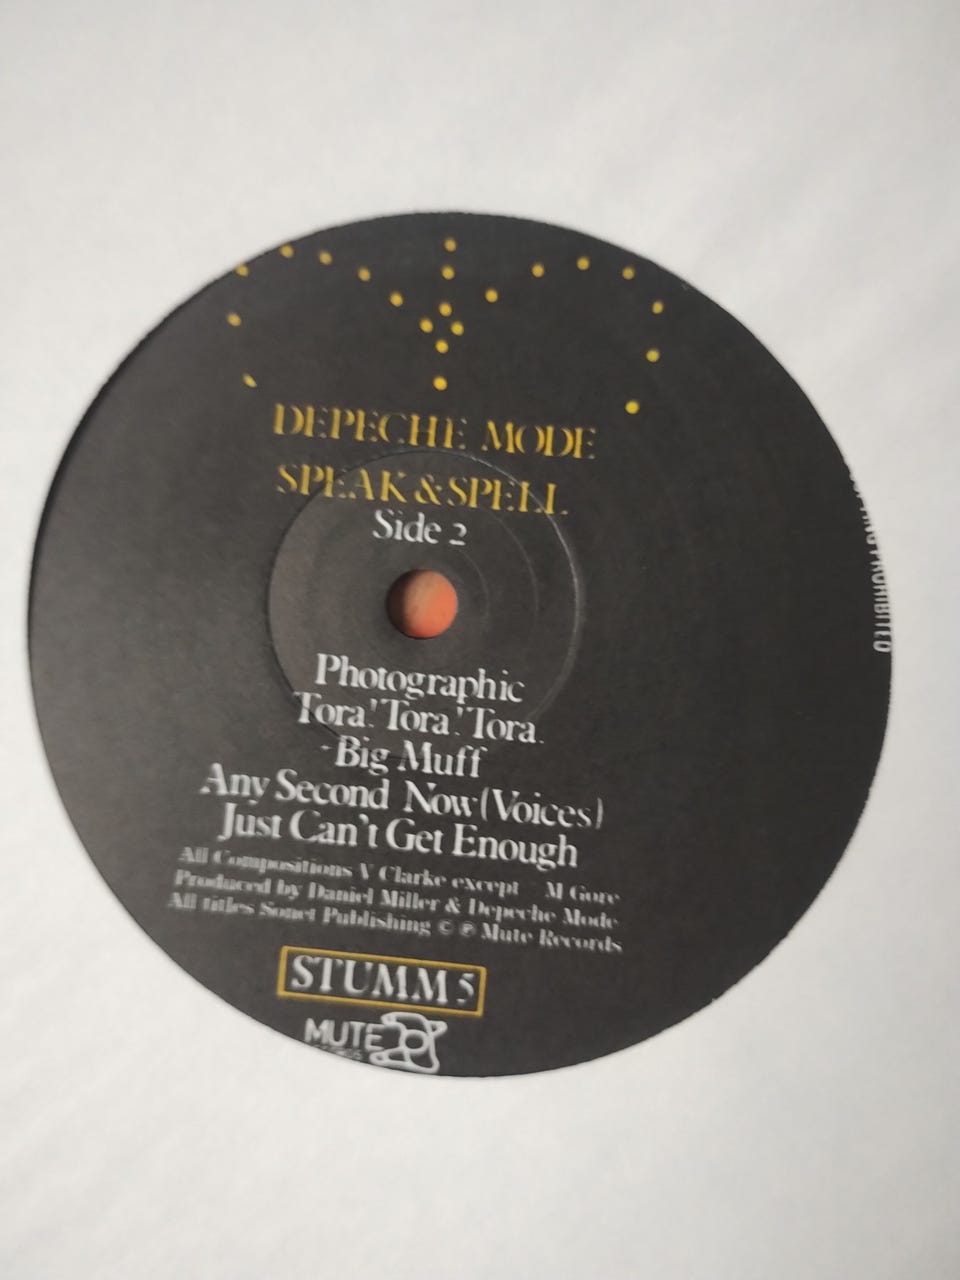 DEPECHE MODE
SPEAK & SPELL
Side 2
Photographic
Tora! Tora! Tora.
-Big Muff
Any Second Now (Voices)
Just Can't Get Enough
All Compositions V Clarke except - M Gore
Produced by Daniel Miller & Depeche Mode
All titles Sonet Publishing © ℗ Mute Records
STUMM 5
MUTE
PROHIBITED